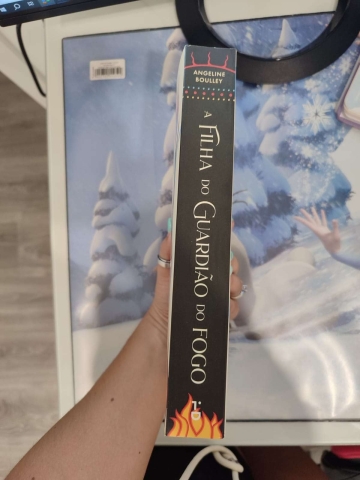 ANGELINE
BOULLEY
A FILHA DO GUARDIÃO DO FOGO